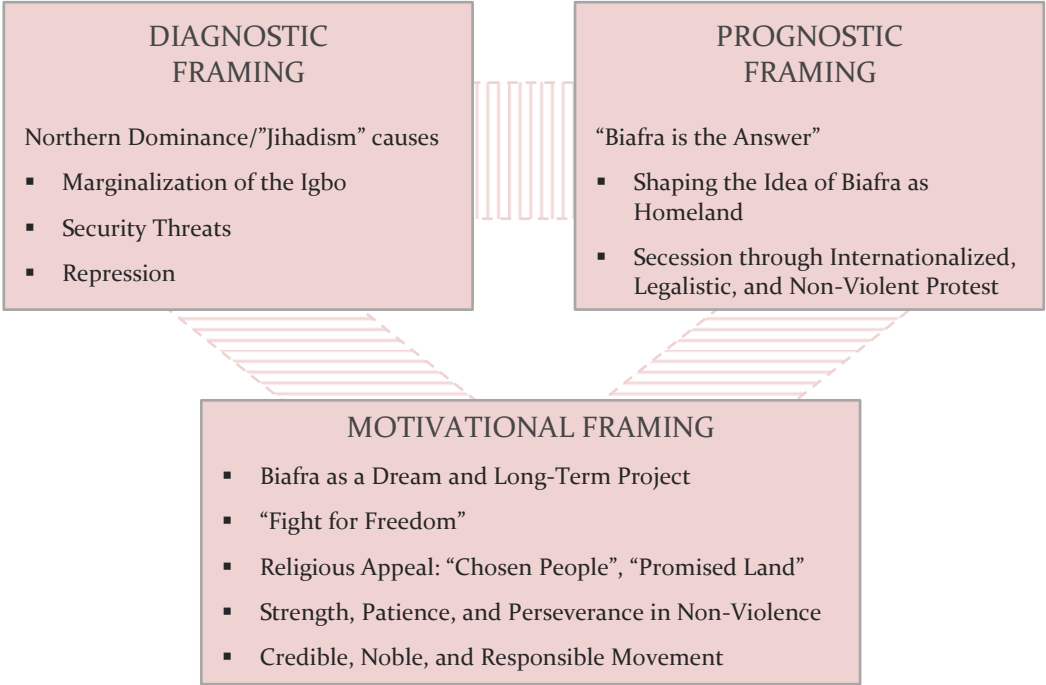 DIAGNOSTIC
FRAMING
Northern Dominance/”Jihadism” causes
▪ Marginalization of the Igbo
▪ Security Threats
▪ Repression
PROGNOSTIC
FRAMING
“Biafra is the Answer”
▪ Shaping the Idea of Biafra as
Homeland
▪ Secession through Internationalized,
Legalistic, and Non-Violent Protest
MOTIVATIONAL FRAMING
▪ Biafra as a Dream and Long-Term Project
▪ “Fight for Freedom”
▪ Religious Appeal: “Chosen People”, “Promised Land”
▪ Strength, Patience, and Perseverance in Non-Violence
▪ Credible, Noble, and Responsible Movement